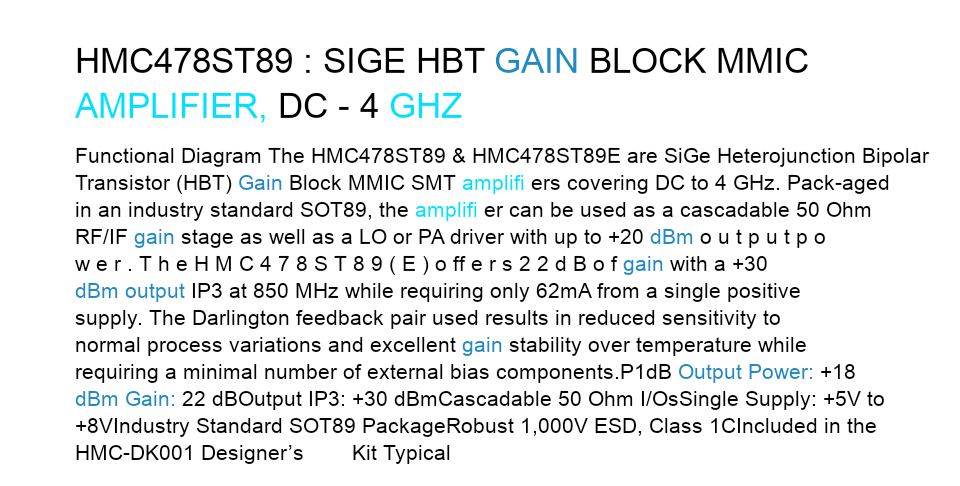 HMC478ST89 : SIGE HBT GAIN BLOCK MMIC
AMPLIFIER, DC - 4 GHZ
Functional Diagram The HMC478ST89 & HMC478ST89E are SiGe Heterojunction Bipolar
Transistor (HBT) Gain Block MMIC SMT amplifi ers covering DC to 4 GHz. Pack-aged
in an industry standard SOT89, the amplifi er can be used as a cascadable 50 Ohm
RF/IF gain stage as well as a LO or PA driver with up to +20 dBm o u t p u t p o
w e r . T h e H M C 4 7 8 S T 8 9 ( E ) o ff e r s 2 2 d B o f gain with a +30
dBm output IP3 at 850 MHz while requiring only 62mA from a single positive
supply. The Darlington feedback pair used results in reduced sensitivity to
normal process variations and excellent gain stability over temperature while
requiring a minimal number of external bias components.P1dB Output Power: +18
dBm Gain: 22 dBOutput IP3: +30 dBmCascadable 50 Ohm I/OsSingle Supply: +5V to
+8VIndustry Standard SOT89 PackageRobust 1,000V ESD, Class 1CIncluded in the
HMC-DK001 Designer’s Kit Typical